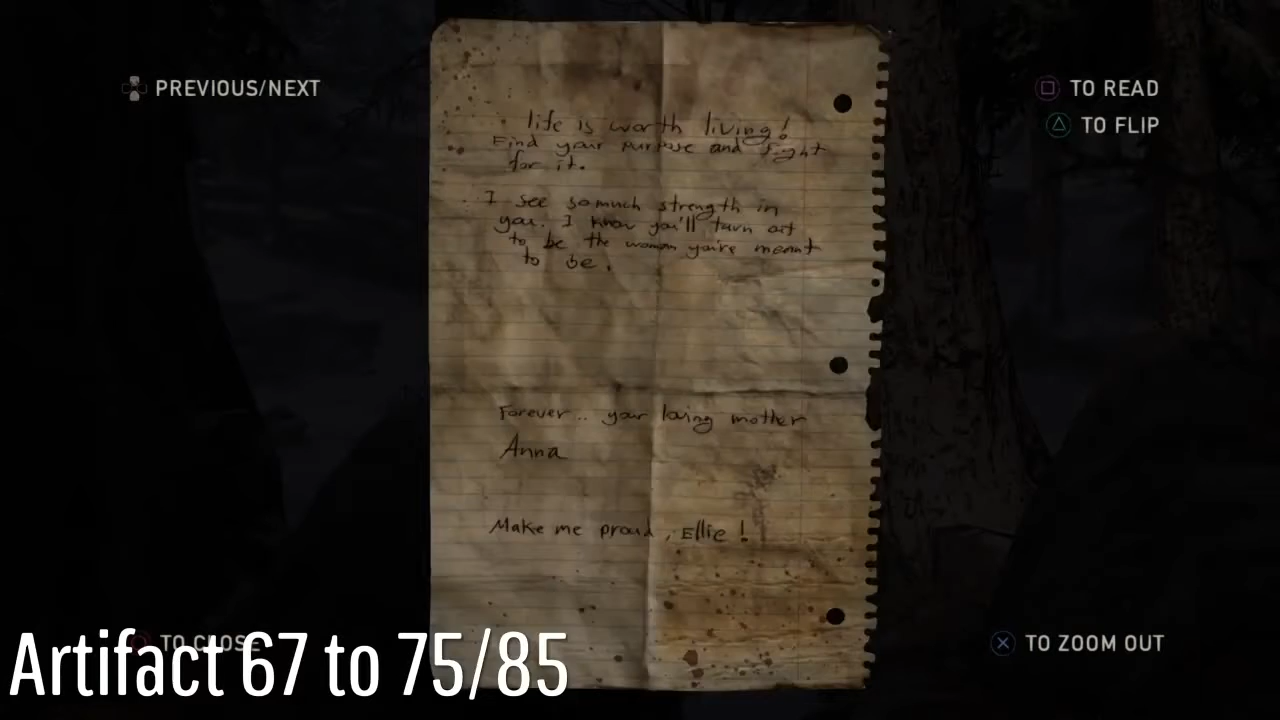 PREVIOUS/NEXT
TO READ
TO FLIP
life is worth living!
Find your purpose and fight
for it.
I see so much strength in
you. I know you'll turn out
to be the woman you're meant
to be.
Forever.. your loving mother
Anna
Make me proud, Ellie!
TO CLOSE
TO ZOOM OUT
Artifact 67 to 75/85